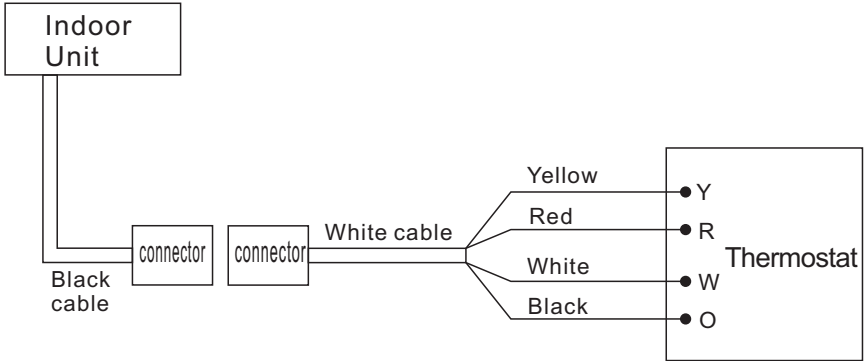 Indoor
Unit
Yellow
Y
Red
R
White cable
connector
connector
Thermostat
White
W
Black
cable
Black
O